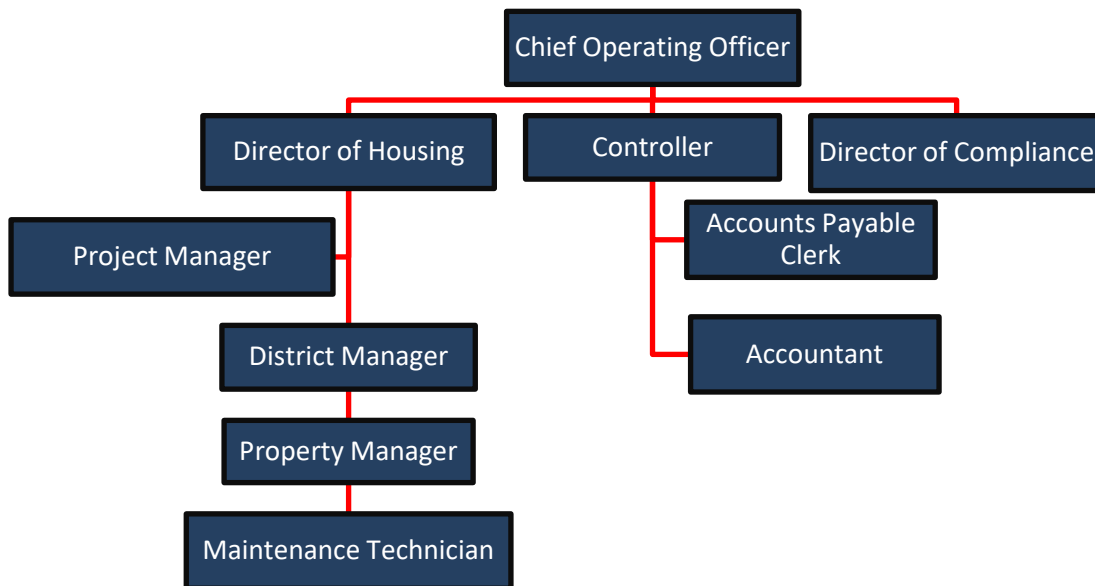 Chief Operating Officer
Director of Housing
Controller
Director of Compliance
Project Manager
Accounts Payable
Clerk
District Manager
Accountant
Property Manager
Maintenance Technician